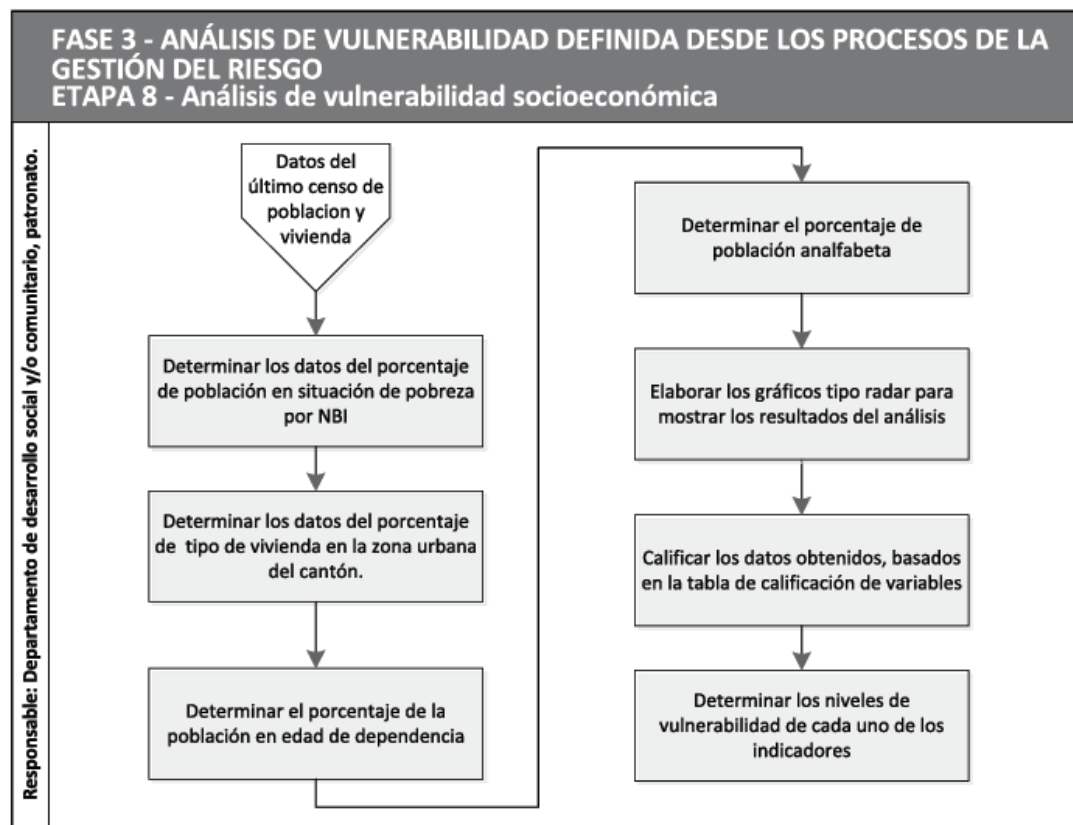 FASE 3 - ANÁLISIS DE VULNERABILIDAD DEFINIDA DESDE LOS PROCESOS DE LA
GESTIÓN DEL RIESGO
ETAPA 8 - Análisis de vulnerabilidad socioeconómica
Responsable: Departamento de desarrollo social y/o comunitario, patronato.
Datos del
último censo de
poblacion y
vivienda
Determinar los datos del porcentaje
de población en situación de pobreza
por NBI
Determinar los datos del porcentaje
de tipo de vivienda en la zona urbana
del cantón.
Determinar el porcentaje de la
población en edad de dependencia
Determinar el porcentaje de
población analfabeta
Elaborar los gráficos tipo radar para
mostrar los resultados del análisis
Calificar los datos obtenidos, basados
en la tabla de calificación de variables
Determinar los niveles de
vulnerabilidad de cada uno de los
indicadores